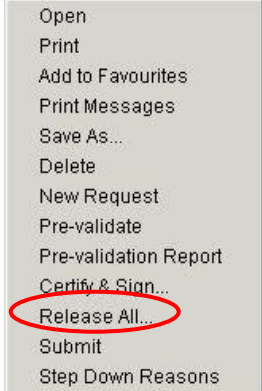 Open
Print
Add to Favourites
Print Messages
Save As...
Delete
New Request
Pre-validate
Pre-validation Report
Certify & Sign...
Release All...
Submit
Step Down Reasons